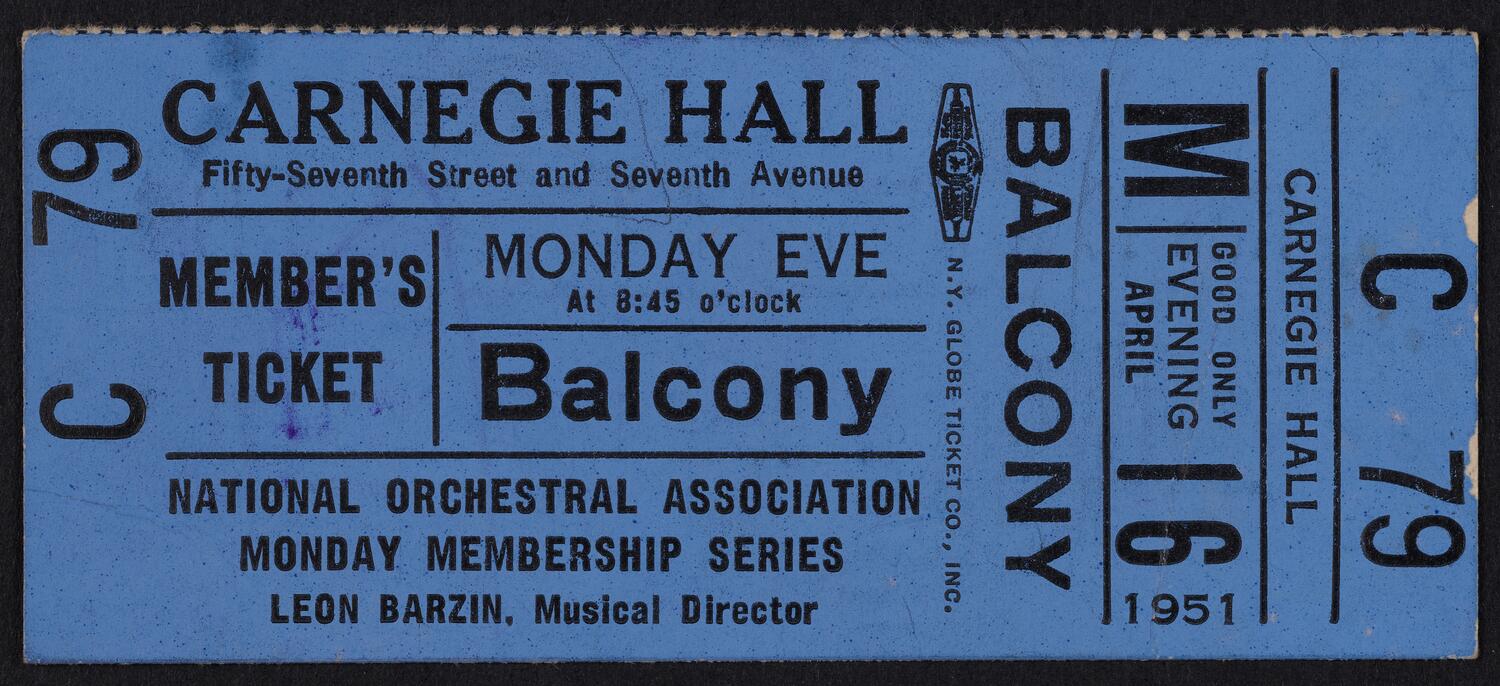 79
C
CARNEGIE HALL
Fifty-Seventh Street and Seventh Avenue
MEMBER'S
TICKET
MONDAY EVE
At 8:45 o'clock
Balcony
NATIONAL ORCHESTRAL ASSOCIATION
MONDAY MEMBERSHIP SERIES
LEON BARZIN, Musical Director
N.Y. GLOBE TICKET CO., INC.
BALCONY
M
GOOD ONLY
EVENING
APRIL
16
1951
CARNEGIE HALL
C 79